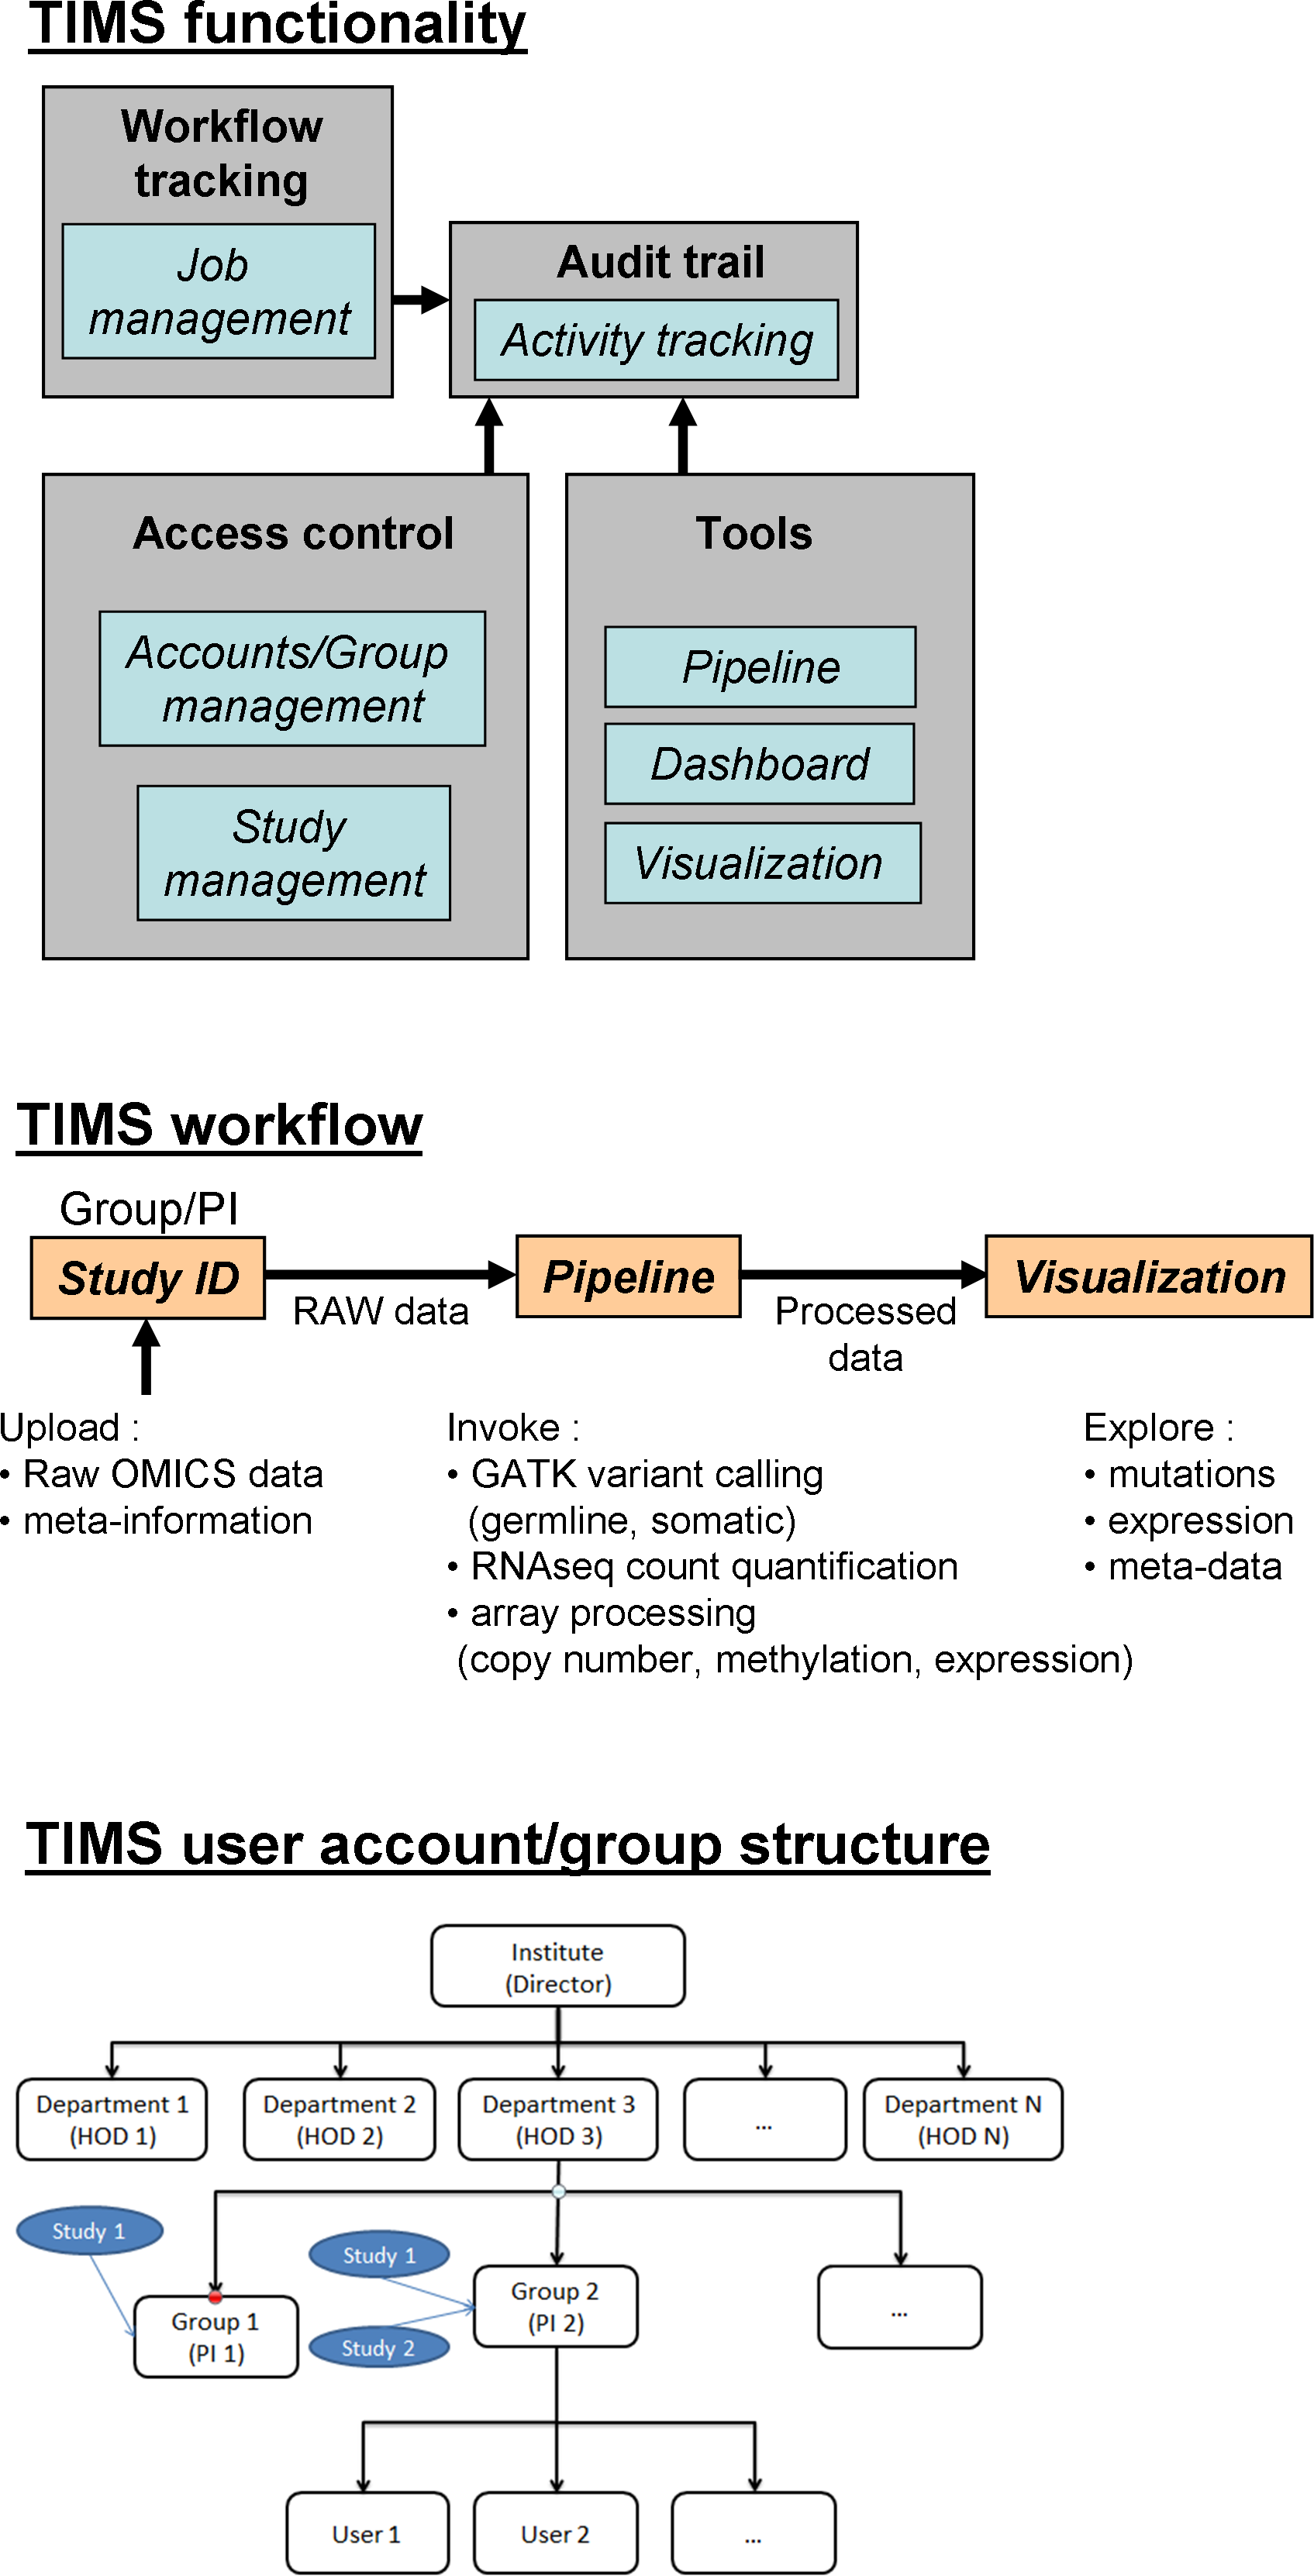 TIMS functionality
Workflow
tracking
Job
management
Audit trail
Activity tracking
Access control
Accounts/Group
management
Study
management
Tools
Pipeline
Dashboard
Visualization
TIMS workflow
Group/PI
Study ID
RAW data
Pipeline
Processed
data
Visualization
Upload :
• Raw OMICS data
• meta-information
Invoke :
• GATK variant calling
(germline, somatic)
• RNAseq count quantification
• array processing
(copy number, methylation, expression)
Explore :
• mutations
• expression
• meta-data
TIMS user account/group structure
Institute
(Director)
Department 1
(HOD 1)
Department 2
(HOD 2)
Department 3
(HOD 3)
...
Department N
(HOD N)
Study 1
Group 1
(PI 1)
Study 1
Study 2
Group 2
(PI 2)
...
User 1
User 2
...